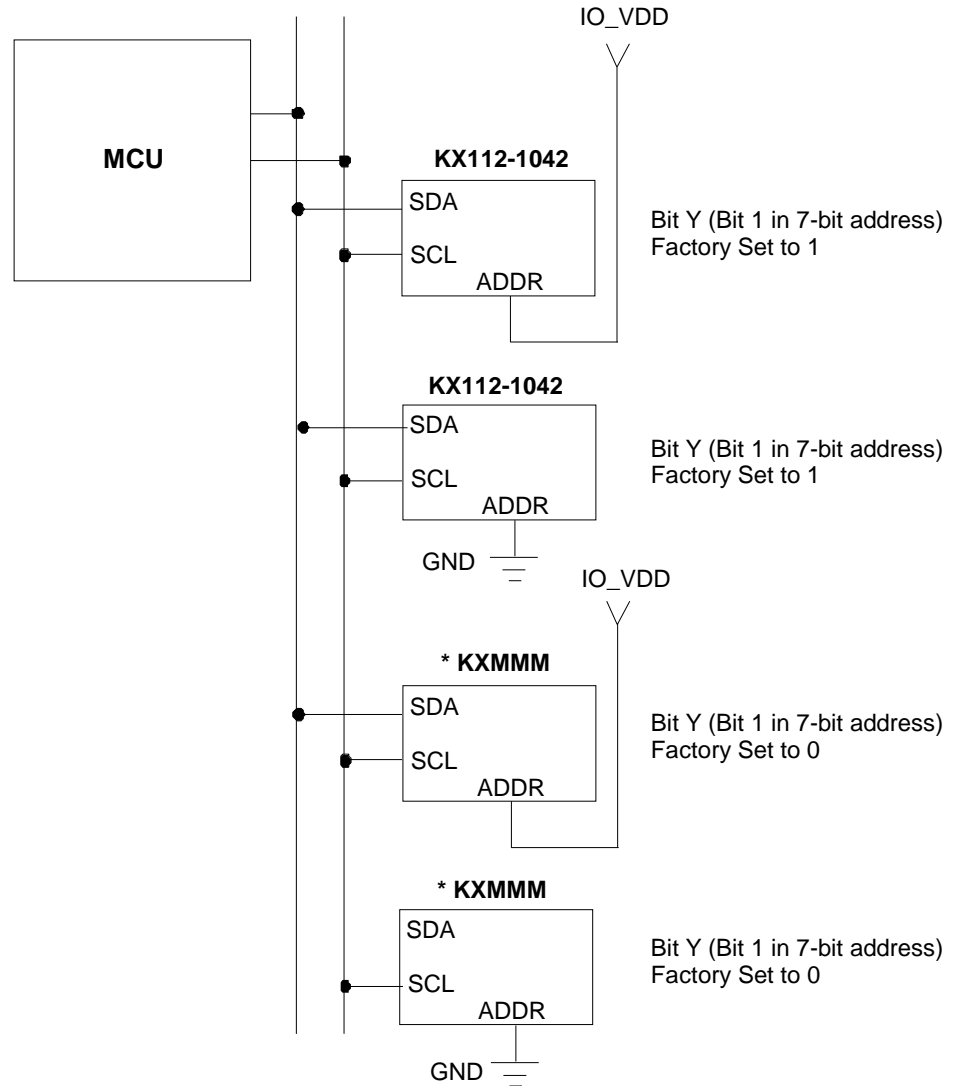 IO_VDD
MCU
KX112-1042
SDA
SCL
ADDR
Bit Y (Bit 1 in 7-bit address)
Factory Set to 1
KX112-1042
SDA
SCL
ADDR
Bit Y (Bit 1 in 7-bit address)
Factory Set to 1
GND
IO_VDD
* KXMMM
SDA
SCL
ADDR
Bit Y (Bit 1 in 7-bit address)
Factory Set to 0
* KXMMM
SDA
SCL
ADDR
Bit Y (Bit 1 in 7-bit address)
Factory Set to 0
GND